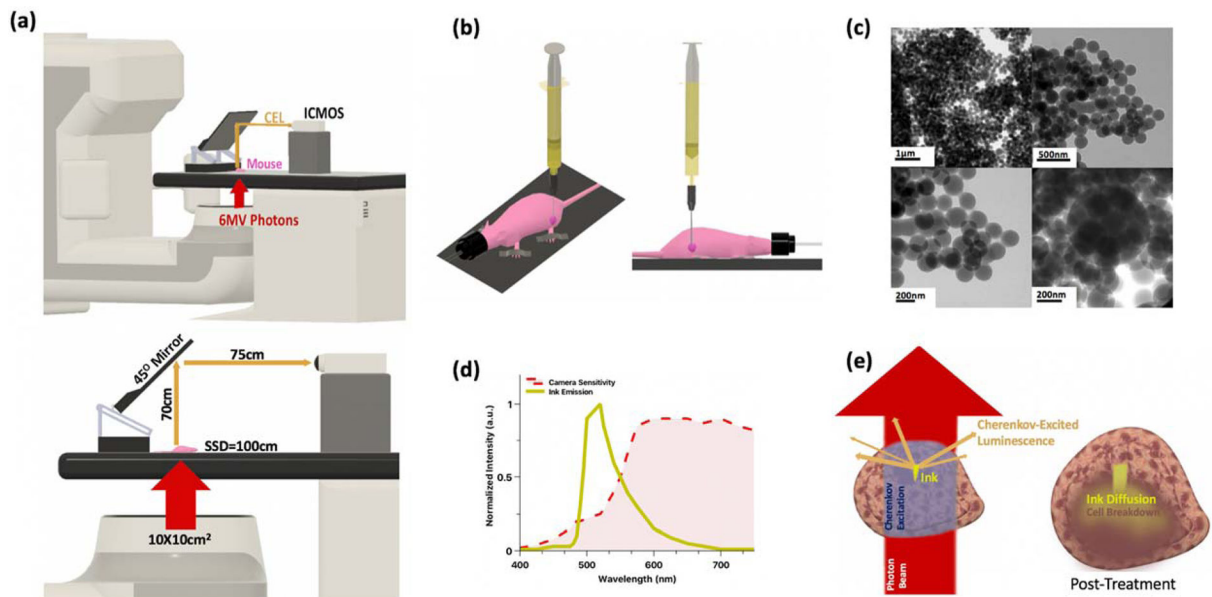 (a)
CEL
ICMOS
Mouse
6MV Photons
45º Mirror
75cm
70cm
SSD=100cm
10X10cm²
(b)
(c)
1µm
500nm
200nm
200nm
(d)
Camera Sensitivity
Ink Emission
Normalized Intensity (a.u.)
1
0.5
0
400
500
600
700
Wavelength (nm)
(e)
Cherenkov-Excited
Luminescence
Ink
Cherenkov
Excitation
Photon
Beam
Ink Diffusion
Cell Breakdown
Post-Treatment